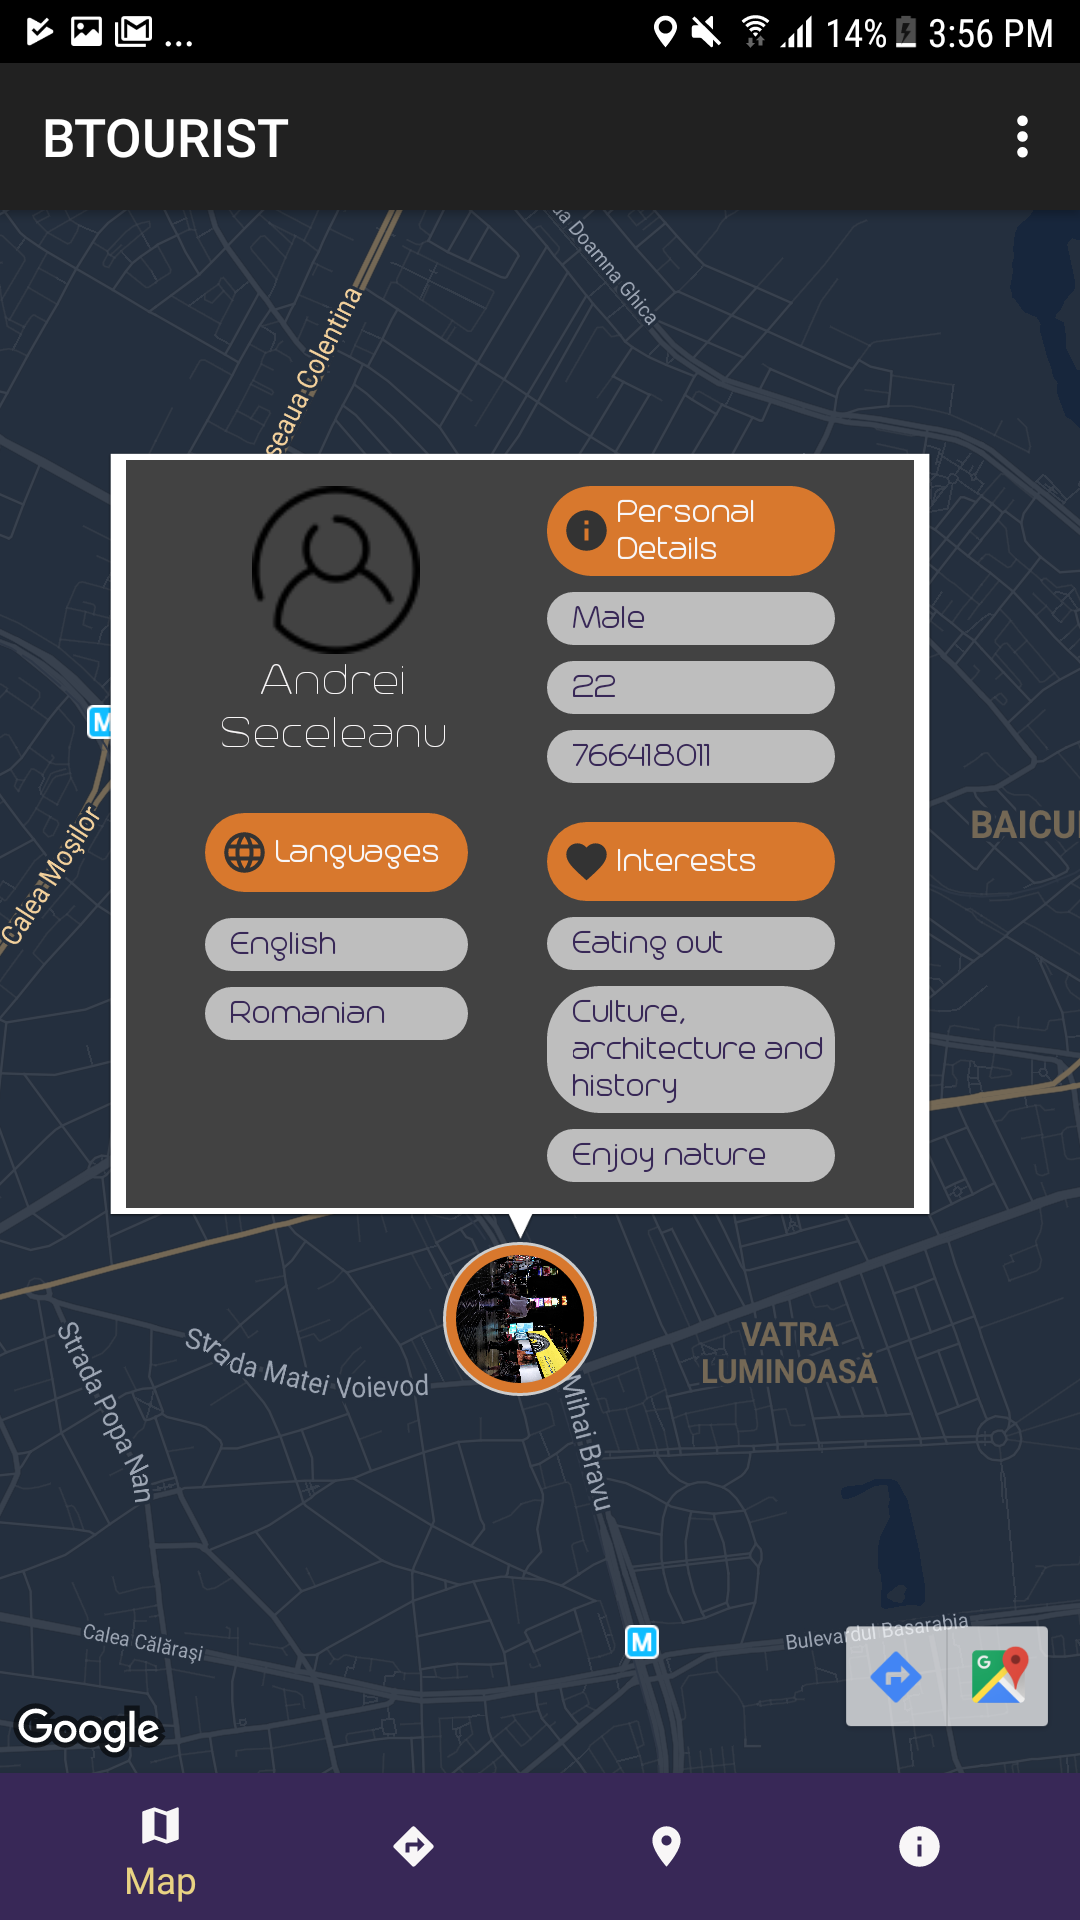 ...
14%
3:56 PM
BTOURIST
Doamna Ghica
seaua Colentina
Personal
Details
Male
22
766418011
Andrei
Seceleanu
M
Calea Moșilor
BAICU
Languages
English
Romanian
Interests
Eating out
Culture,
architecture and
history
Enjoy nature
Strada Popa Nan
Strada Matei Voievod
Mihai Bravu
VATRA
LUMINOASĂ
Calea Călărași
M
Bulevardul Basarabia
G
Google
Map